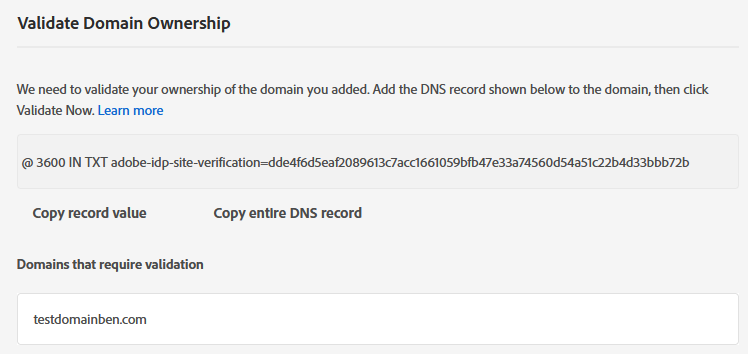 Validate Domain Ownership
We need to validate your ownership of the domain you added. Add the DNS record shown below to the domain, then click
Validate Now. Learn more
@ 3600 IN TXT adobe-idp-site-verification=dde4f6d5eaf2089613c7acc1661059bfb47e33a74560d54a51c22b4d33bbb72b
Copy record value Copy entire DNS record
Domains that require validation
testdomainben.com